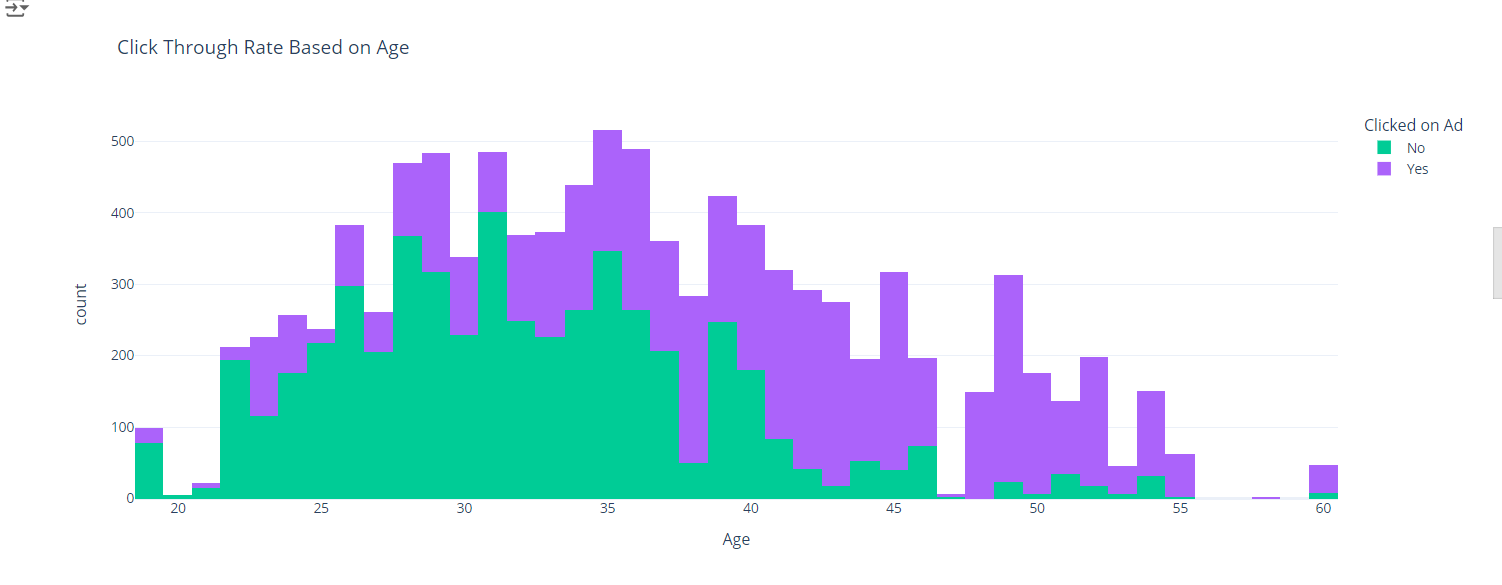 Click Through Rate Based on Age
Clicked on Ad
No
Yes
500
400
300
200
100
0
count
20 25 30 35 40 45 50 55 60
Age